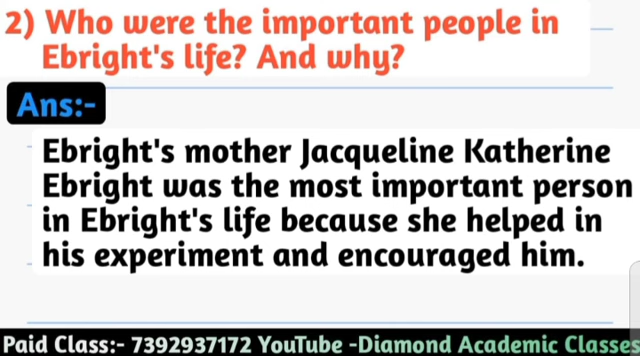 2) Who were the important people in
Ebright's life? And why?
Ans:-
Ebright's mother Jacqueline Katherine
Ebright was the most important person
in Ebright's life because she helped in
his experiment and encouraged him.
Paid Class:- 7392937172 YouTube -Diamond Academic Classes